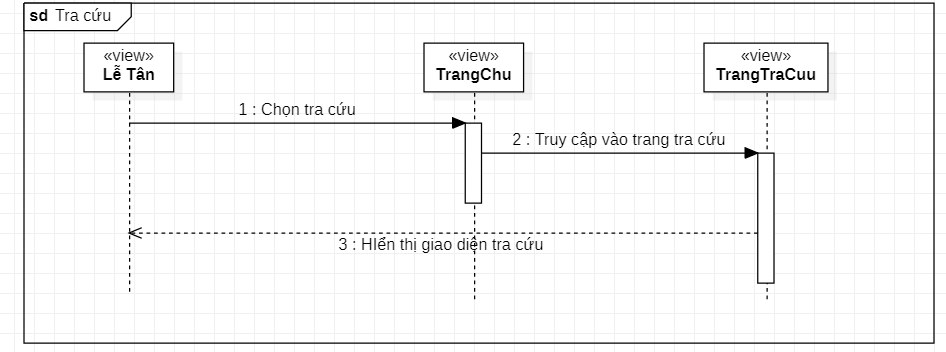 sd Tra cứu
«view»
Lễ Tân
«view»
TrangChu
«view»
TrangTraCuu
1 : Chọn tra cứu
2 : Truy cập vào trang tra cứu
3 : HIển thị giao diện tra cứu